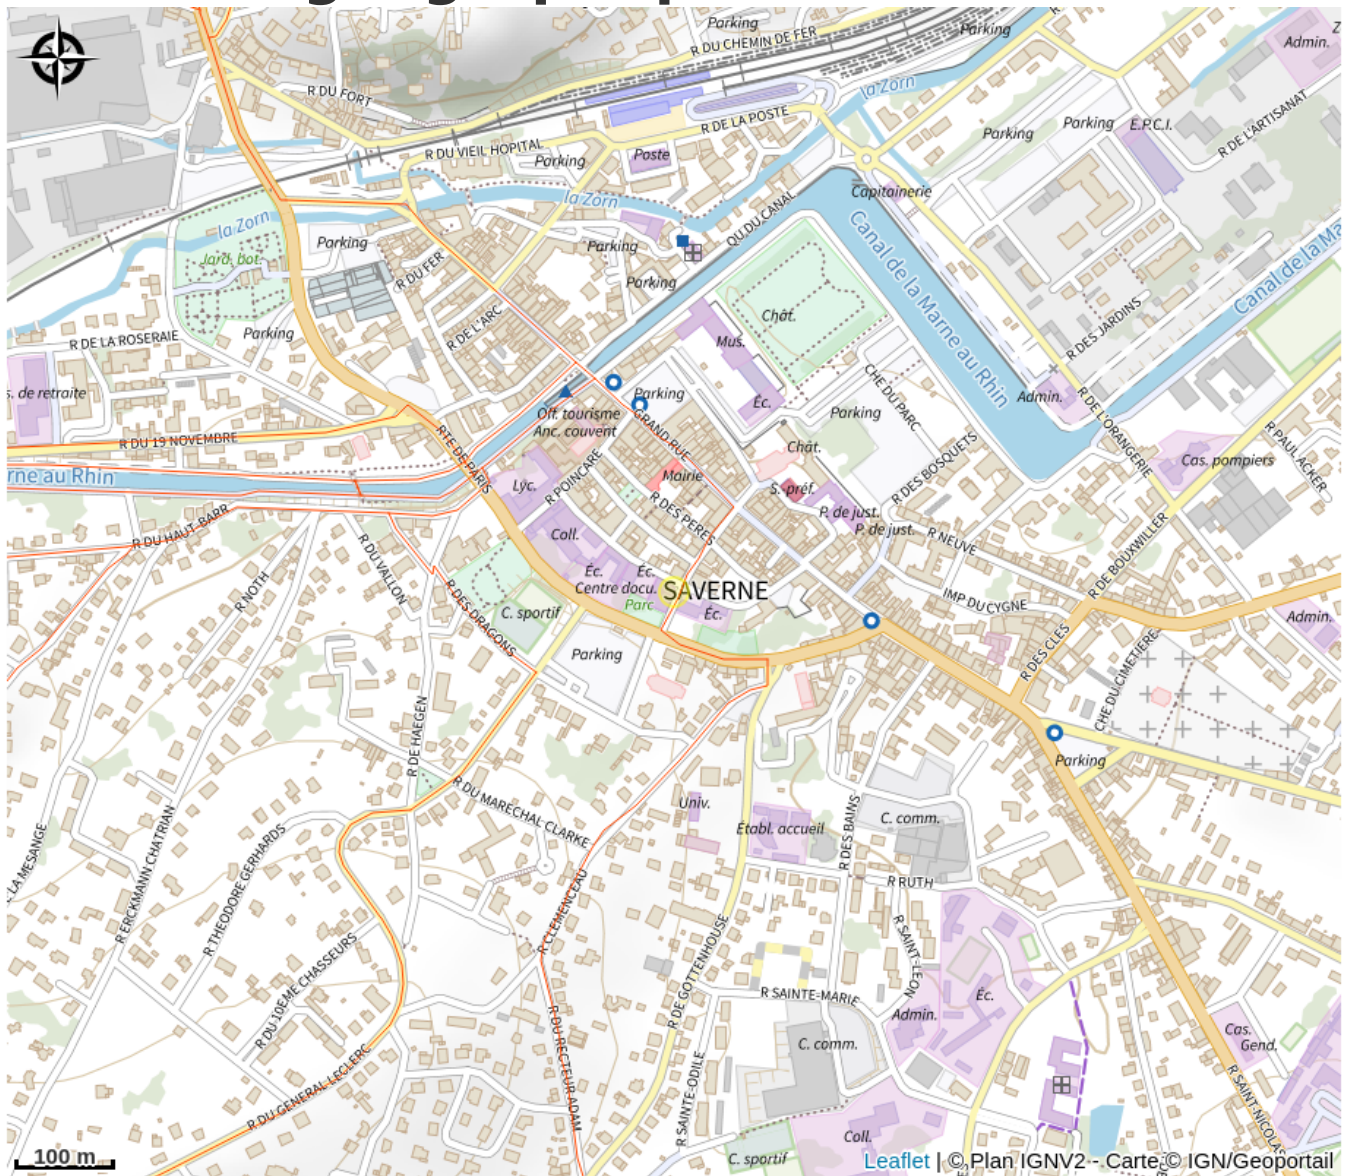 Parking
R DU CHEMIN DE FER
Parking
Admin.
la Zorn
R DU FORT
R DE LA POSTE
Parking
Parking
E.P.C.I.
R DE L'ARTISANAT
R DU VIEIL HOPITAL
Parking
Poste
Capitainerie
la Zorn
la Zorn
Parking
Jard. bot.
Parking
QU DU CANAL
Canal de la Marne au Rhin
Canal de la Ma
R DU FER
Parking
Parking
R DE LA ROSERAIE
R DE L'ARC
Chât.
Mus.
R DES JARDINS
s. de retraite
CHE DU PARC
Éc.
Parking
Parking
Admin.
R DE L'ORANGERIE
Off. tourisme
Anc. couvent
GRAND RUE
R DU 19 NOVEMBRE
RTE DE PARIS
Chât.
R DES BOSQUETS
R PAUL ACKER
Cas. pompiers
rne au Rhin
Lyc.
R POINCARE
Mairie
S.-préf.
R DES PERES
P. de just.
P. de just.
R DU HAUT-BARR
Coll.
R NEUVE
R DE BOUXWILLER
R DU VALLON
R NOTH
Éc.
Éc.
Centre docu.
SAVERNE
Parc
Éc.
IMP DU CYGNE
C. sportif
R DES DRAGONS
Admin.
Parking
R DES CLES
CHE DU CIMETIERE
R DE HAEGEN
Parking
R DU MARECHAL CLARKE
Univ.
Établ. accueil
R DES BAINS
C. comm.
LA MESANGE
R ERCKMANN CHATRIAN
R THEODORE GERHARDS
R CLEMENCEAU
R RUTH
R DU 10EME CHASSEURS
R DE GOTTENHOUSE
R SAINT-LEON
R SAINTE-MARIE
Éc.
Admin.
C. comm.
Cas.
Gend.
R DU GENERAL LECLERC
R DU RECTEUR ADAM
R SAINTE-ODILE
R SAINT-NICOLAS
Coll.
C. sportif
100 m
Leaflet | © Plan IGNV2 - Carte © IGN/Geoportail